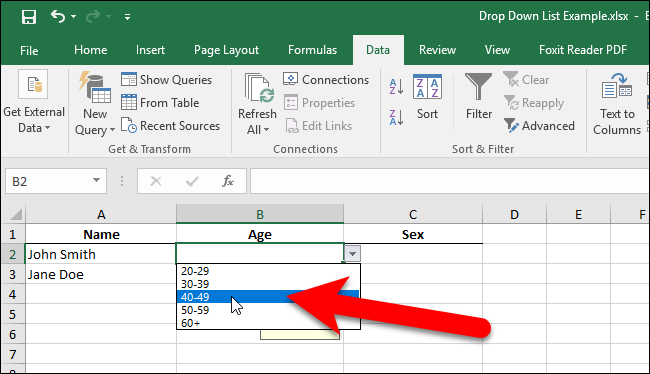 Drop Down List Example.xlsx -
File Home Insert Page Layout Formulas Data Review View Foxit Reader PDF
Get External Data
New Query
Show Queries
From Table
Recent Sources
Get & Transform
Refresh All
Connections
Properties
Edit Links
Connections
A Z
Z A
Z A A Z
Sort
Filter
Clear
Reapply
Advanced
Sort & Filter
Text to Columns
B2 fx
A B C D E F
1 Name Age Sex
2 John Smith
3 Jane Doe
4
5
6
7
8
20-29
30-39
40-49
50-59
60+